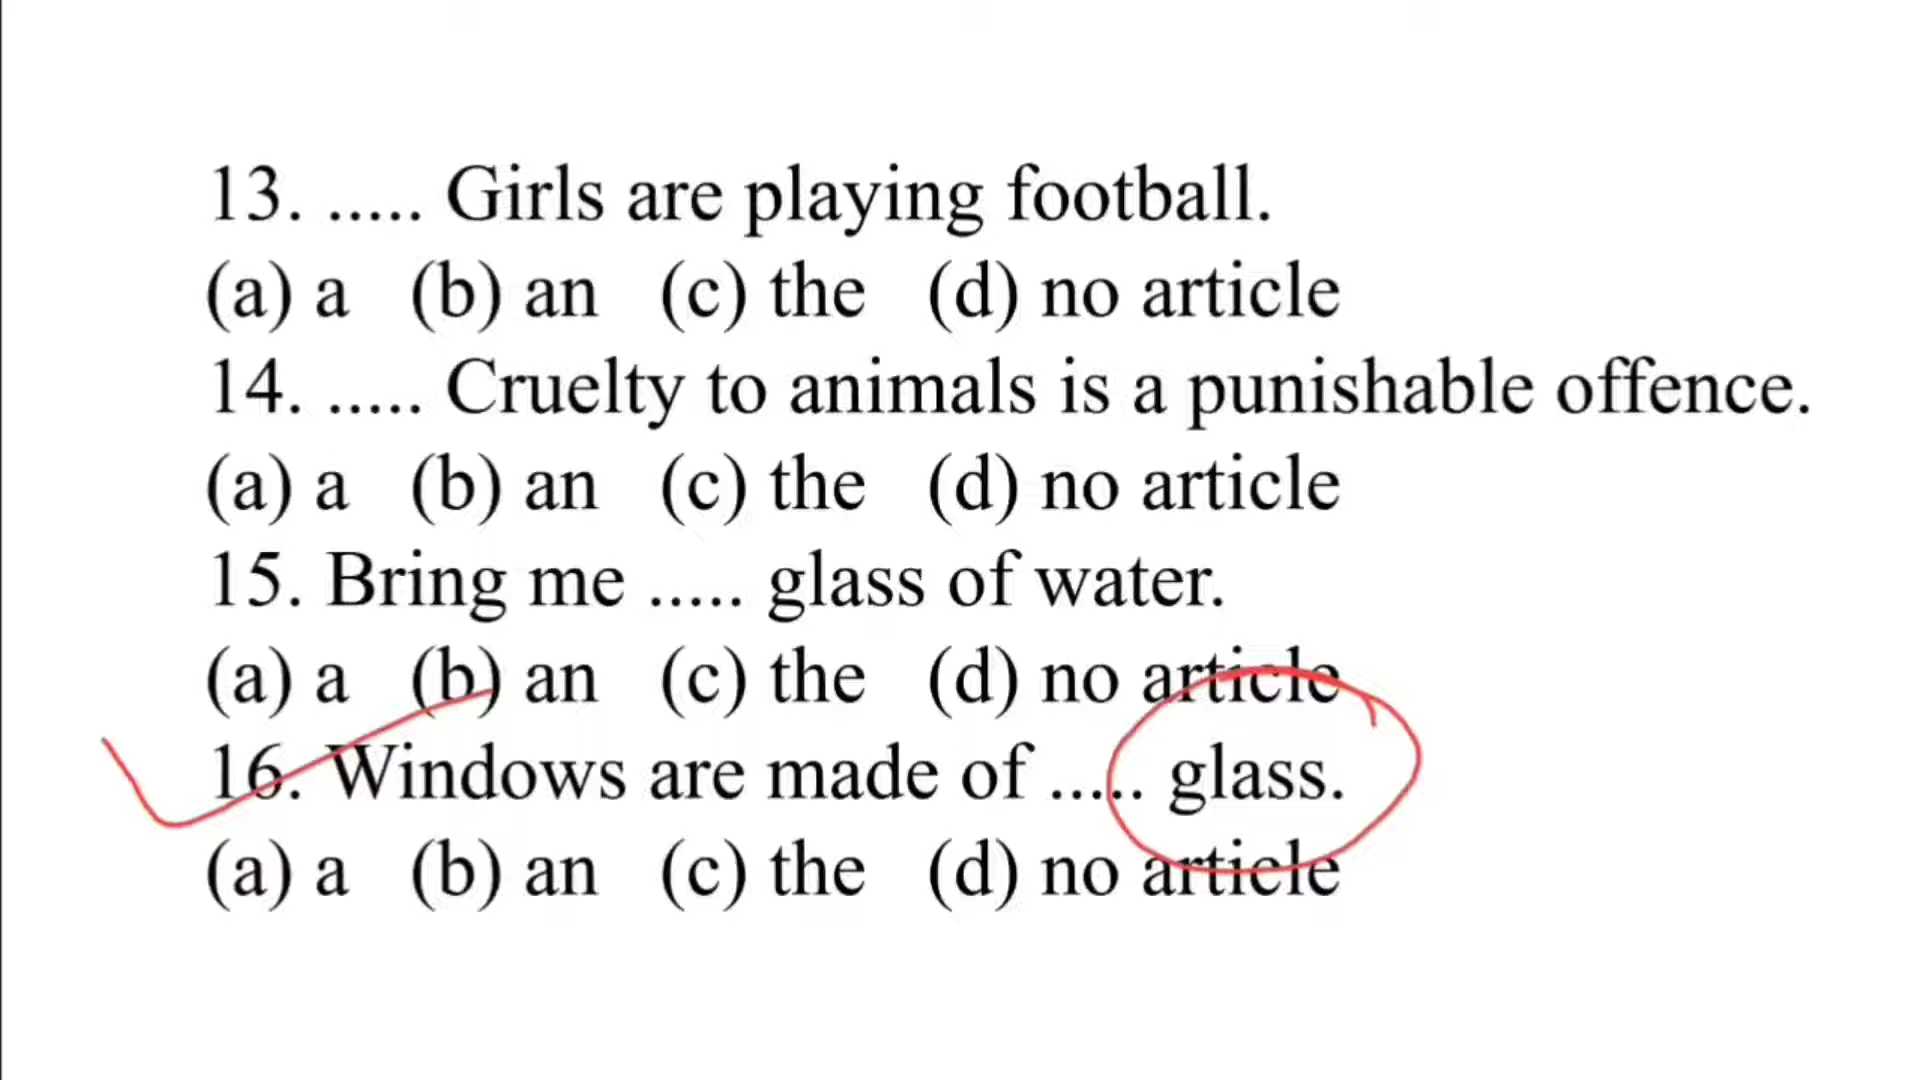 13. ..... Girls are playing football.
(a) a (b) an (c) the (d) no article
14. ..... Cruelty to animals is a punishable offence.
(a) a (b) an (c) the (d) no article
15. Bring me ..... glass of water.
(a) a (b) an (c) the (d) no article
16. Windows are made of ..... glass.
(a) a (b) an (c) the (d) no article